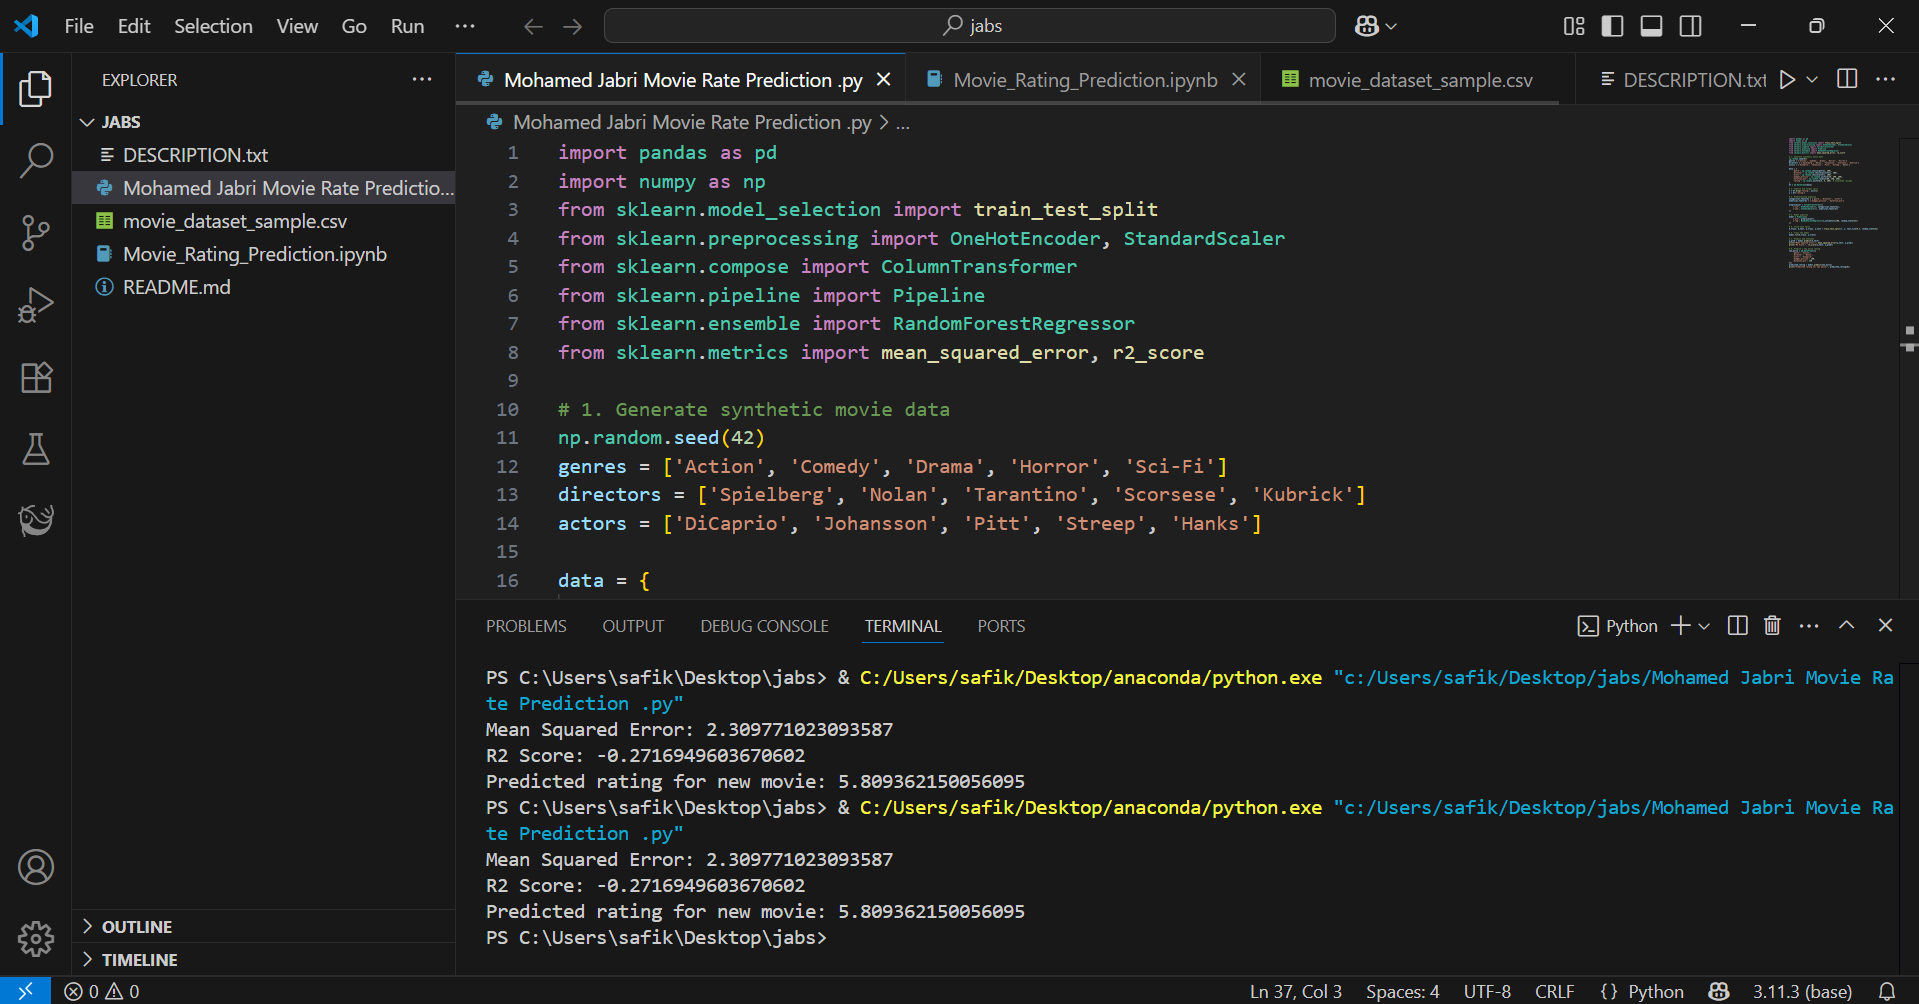 File Edit Selection View Go Run ... jabs
EXPLORER
JABS
DESCRIPTION.txt
Mohamed Jabri Movie Rate Predictio...
movie_dataset_sample.csv
Movie_Rating_Prediction.ipynb
README.md
OUTLINE
TIMELINE
Mohamed Jabri Movie Rate Prediction .py Movie_Rating_Prediction.ipynb movie_dataset_sample.csv DESCRIPTION.txt
Mohamed Jabri Movie Rate Prediction .py > ...
1 import pandas as pd
2 import numpy as np
3 from sklearn.model_selection import train_test_split
4 from sklearn.preprocessing import OneHotEncoder, StandardScaler
5 from sklearn.compose import ColumnTransformer
6 from sklearn.pipeline import Pipeline
7 from sklearn.ensemble import RandomForestRegressor
8 from sklearn.metrics import mean_squared_error, r2_score
9
10 # 1. Generate synthetic movie data
11 np.random.seed(42)
12 genres = ['Action', 'Comedy', 'Drama', 'Horror', 'Sci-Fi']
13 directors = ['Spielberg', 'Nolan', 'Tarantino', 'Scorsese', 'Kubrick']
14 actors = ['DiCaprio', 'Johansson', 'Pitt', 'Streep', 'Hanks']
15
16 data = {
PROBLEMS OUTPUT DEBUG CONSOLE TERMINAL PORTS Python
PS C:\Users\safik\Desktop\jabs> & C:/Users/safik/Desktop/anaconda/python.exe "c:/Users/safik/Desktop/jabs/Mohamed Jabri Movie Ra
te Prediction .py"
Mean Squared Error: 2.309771023093587
R2 Score: -0.2716949603670602
Predicted rating for new movie: 5.809362150056095
PS C:\Users\safik\Desktop\jabs> & C:/Users/safik/Desktop/anaconda/python.exe "c:/Users/safik/Desktop/jabs/Mohamed Jabri Movie Ra
te Prediction .py"
Mean Squared Error: 2.309771023093587
R2 Score: -0.2716949603670602
Predicted rating for new movie: 5.809362150056095
PS C:\Users\safik\Desktop\jabs>
0 0 Ln 37, Col 3 Spaces: 4 UTF-8 CRLF {} Python 3.11.3 (base)